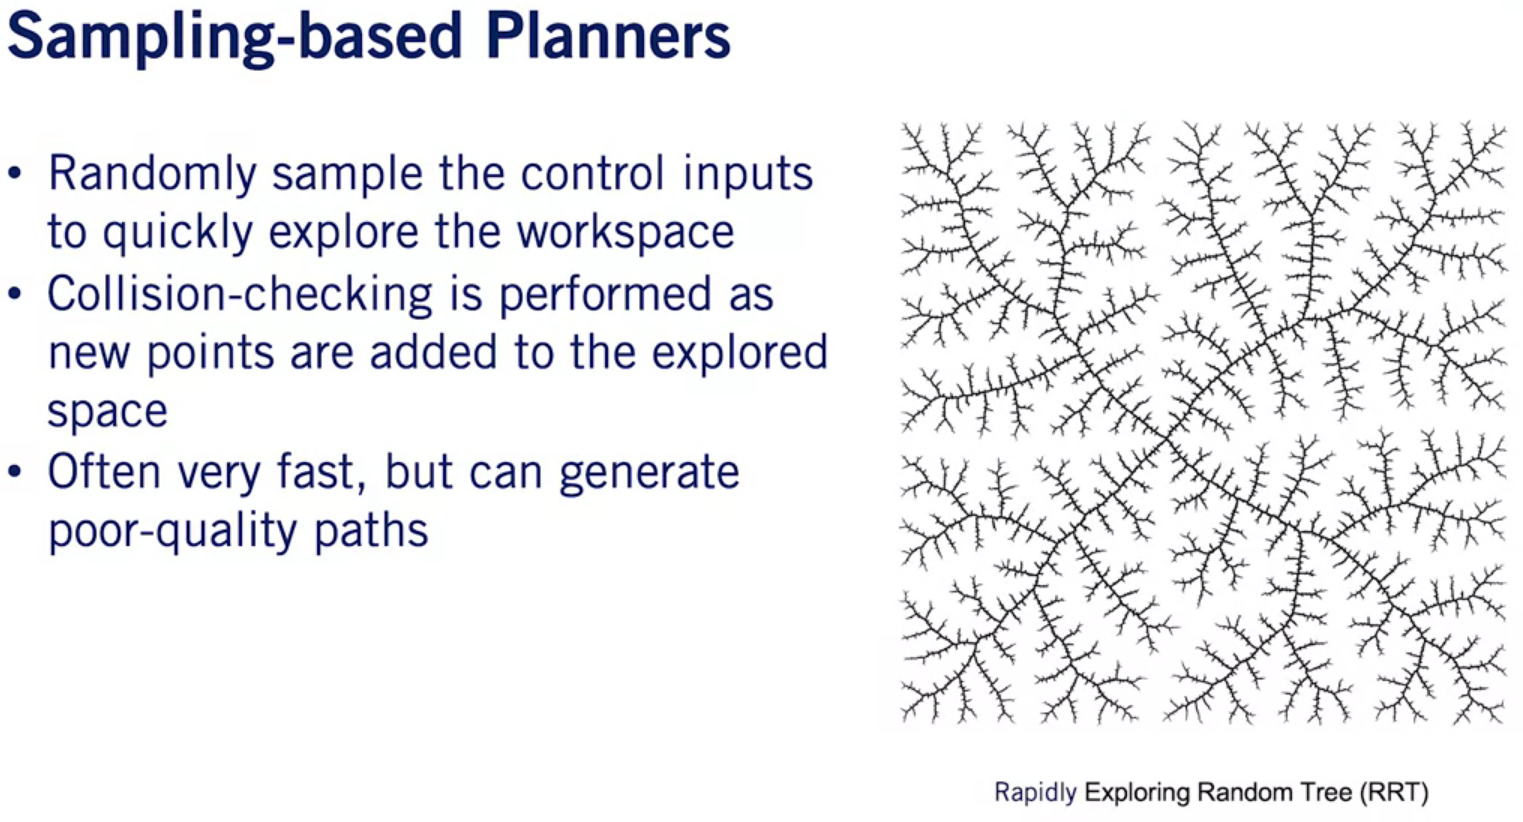 Sampling-based Planners
• Randomly sample the control inputs
to quickly explore the workspace
• Collision-checking is performed as
new points are added to the explored
space
• Often very fast, but can generate
poor-quality paths
Rapidly Exploring Random Tree (RRT)